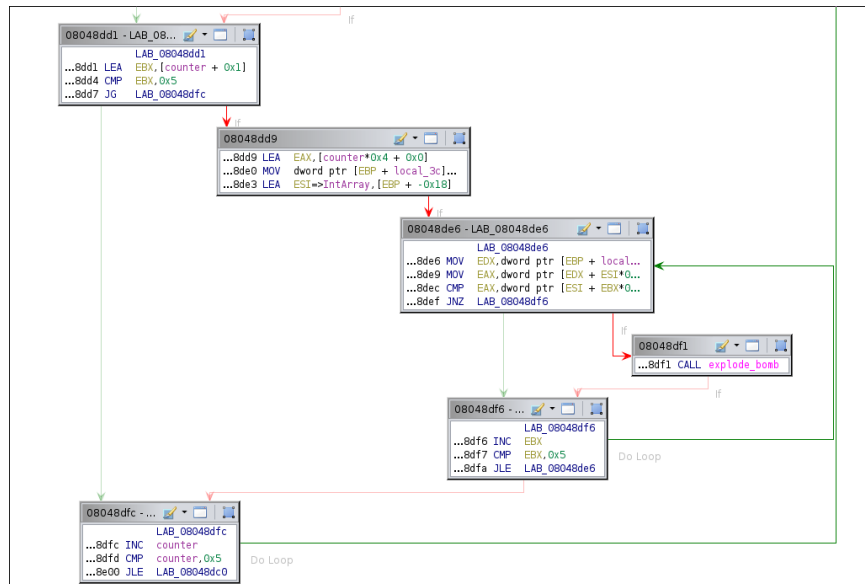 If
08048dd1 - LAB_08...
LAB_08048dd1
...8dd1 LEA EBX,[counter + 0x1]
...8dd4 CMP EBX,0x5
...8dd7 JG LAB_08048dfc
If
08048dd9
...8dd9 LEA EAX,[counter*0x4 + 0x0]
...8de0 MOV dword ptr [EBP + local_3c]...
...8de3 LEA ESI=>IntArray,[EBP + -0x18]
If
08048de6 - LAB_08048de6
LAB_08048de6
...8de6 MOV EDX,dword ptr [EBP + local...
...8de9 MOV EAX,dword ptr [EDX + ESI*0...
...8dec CMP EAX,dword ptr [ESI + EBX*0...
...8def JNZ LAB_08048df6
If
08048df1
...8df1 CALL explode_bomb
If
08048df6 - ...
LAB_08048df6
...8df6 INC EBX
...8df7 CMP EBX,0x5
...8dfa JLE LAB_08048de6
Do Loop
08048dfc - ...
LAB_08048dfc
...8dfc INC counter
...8dfd CMP counter,0x5
...8e00 JLE LAB_08048dc0
Do Loop